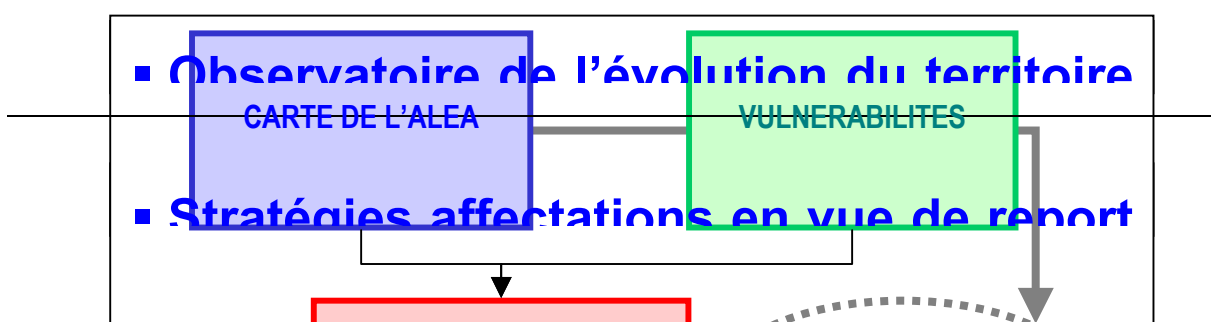 ▪ Observatoire de l’évolution du territoire
CARTE DE L’ALEA
VULNERABILITES
▪ Stratégies affectations en vue de report